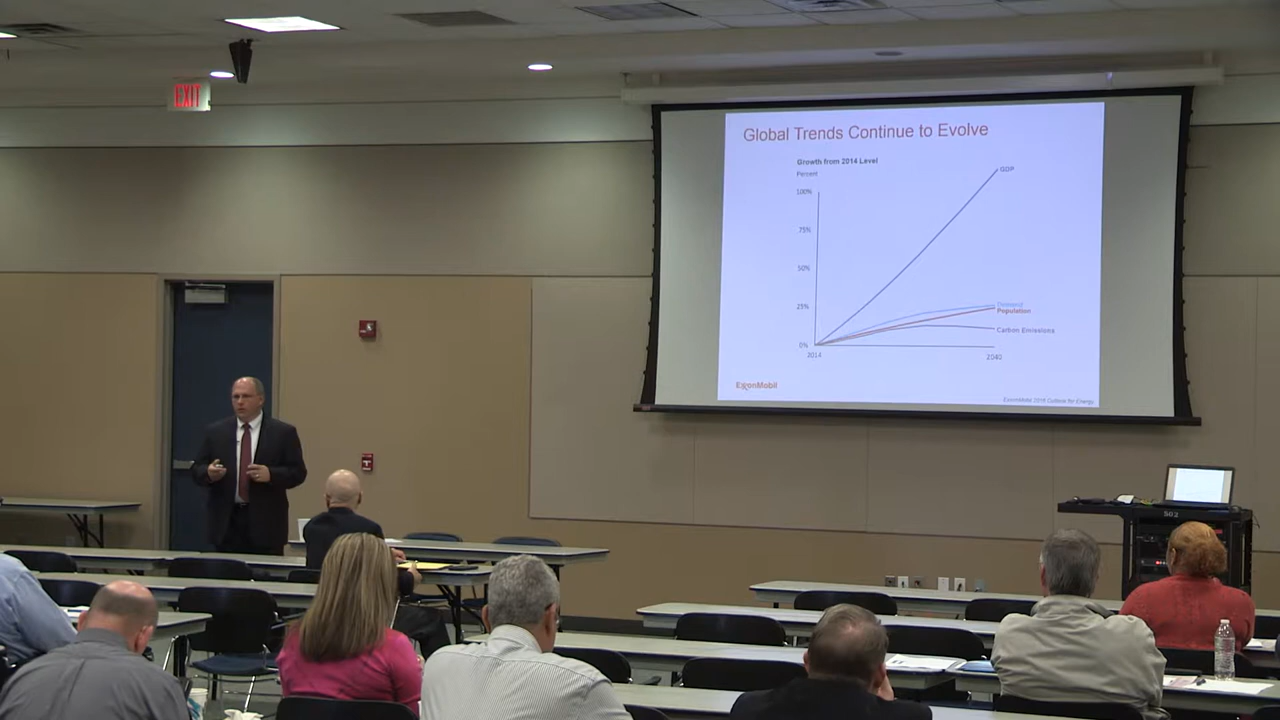 EXIT
Global Trends Continue to Evolve
Growth from 2014 Level
Percent
100%
GDP
75%
50%
25%
Demand
Population
Carbon Emissions
0%
2014
2040
ExxonMobil
ExxonMobil 2016 Outlook for Energy
502